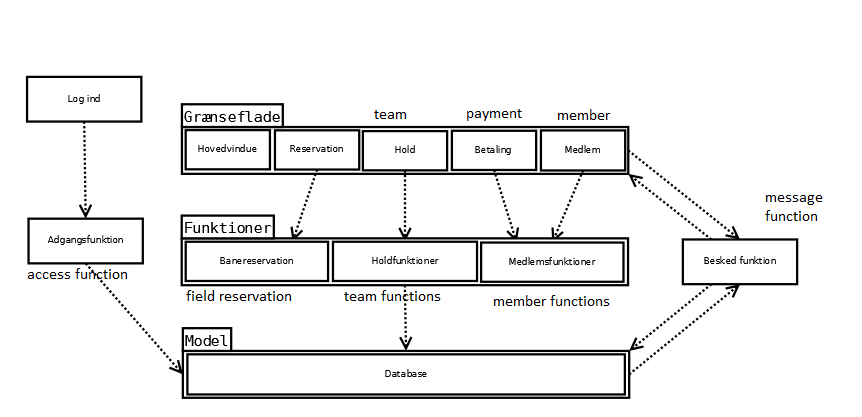 Log ind
team
payment
member
Grænseflade
Hovedvindue
Reservation
Hold
Betaling
Medlem
message
function
Funktioner
Adgangsfunktion
access function
Banereservation
Holdfunktioner
Medlemsfunktioner
Besked funktion
field reservation
team functions
member functions
Model
Database